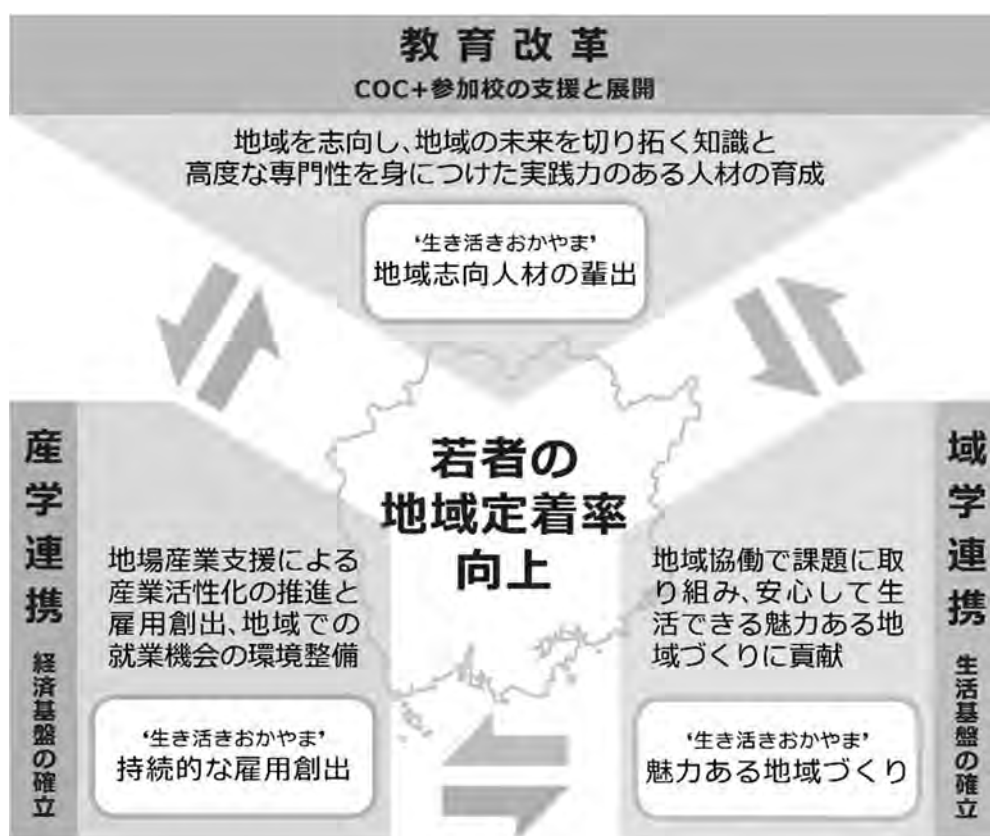 教育改革
COC+参加校の支援と展開
地域を志向し、地域の未来を切り拓く知識と
高度な専門性を身につけた実践力のある人材の育成
‘生き活きおかやま’
地域志向人材の輩出
若者の
地域定着率
向上
産学連携
経済基盤の確立
地場産業支援による
産業活性化の推進と
雇用創出、地域での
就業機会の環境整備
‘生き活きおかやま’
持続的な雇用創出
域学連携
生活基盤の確立
地域協働で課題に取
り組み、安心して生
活できる魅力ある地
域づくりに貢献
‘生き活きおかやま’
魅力ある地域づくり